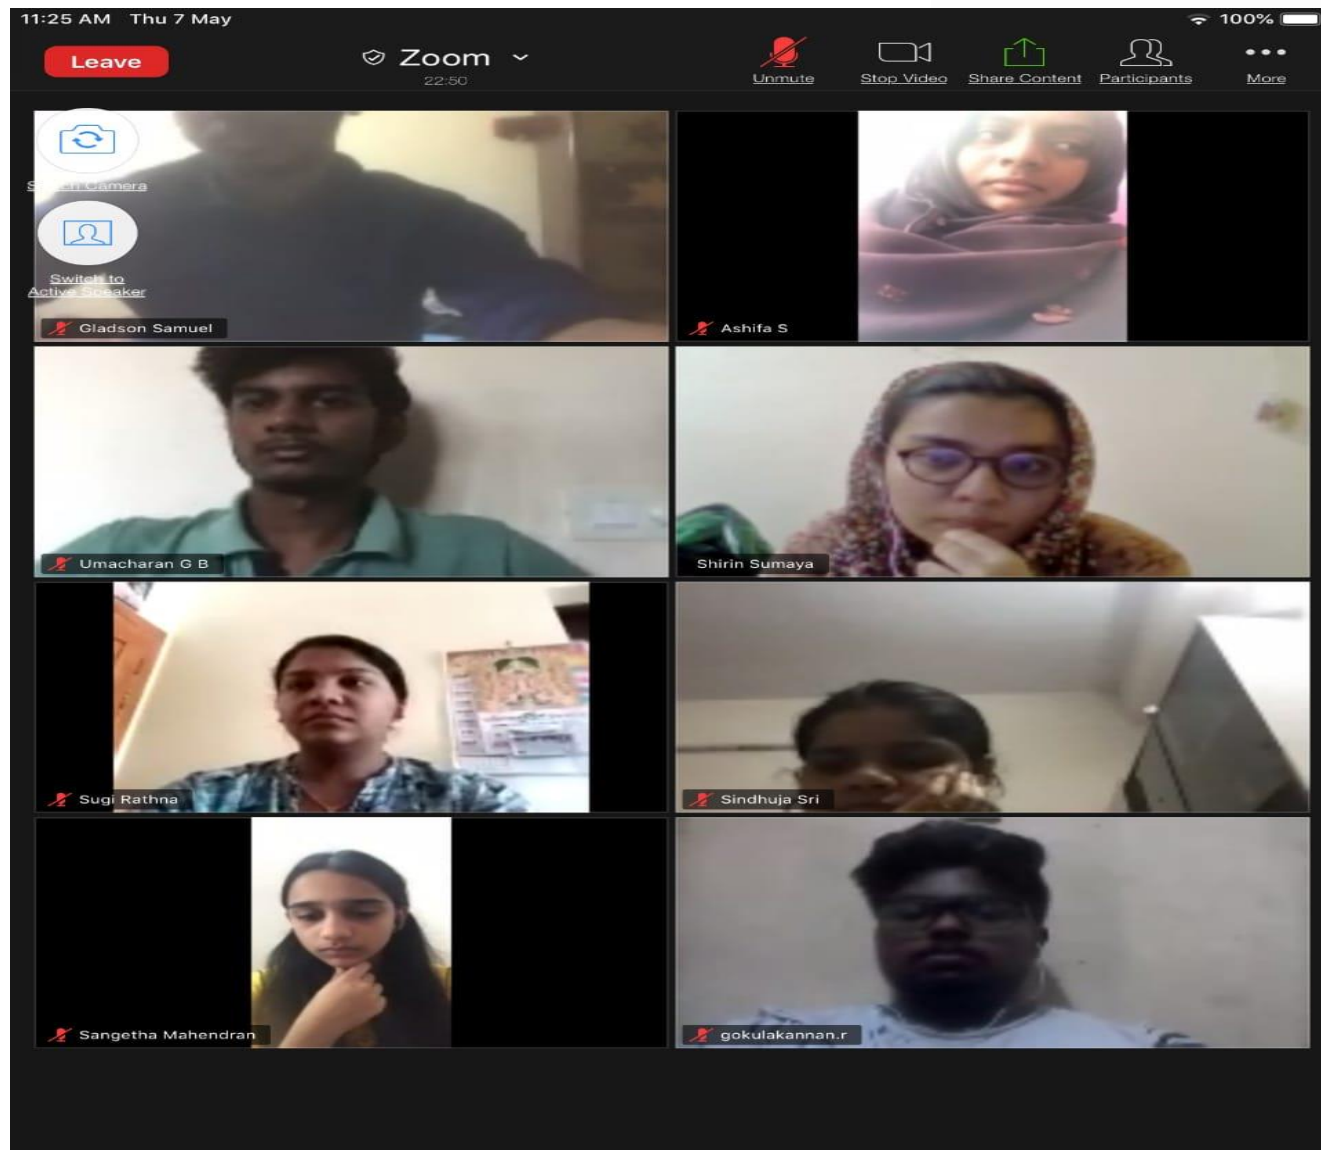 11:25 AM Thu 7 May
100%
Leave
Zoom
22:50
Unmute
Stop Video
Share Content
Participants
More
Camera
Switch to
Active Speaker
Gladson Samuel
Ashifa S
Umacharan G B
Shirin Sumaya
Sugi Rathna
Sindhuja Sri
Sangetha Mahendran
gokulakannan.r